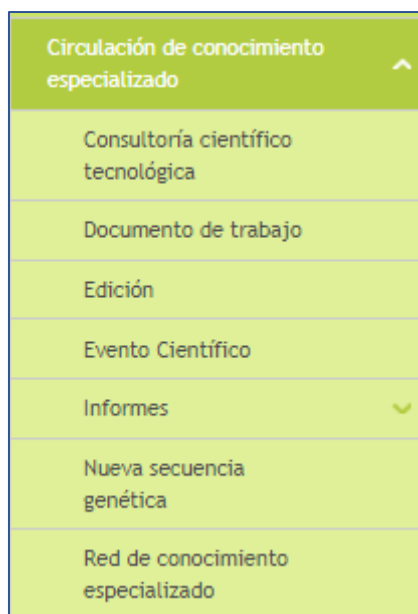 Circulación de conocimiento
especializado
Consultoría científico
tecnológica
Documento de trabajo
Edición
Evento Científico
Informes
Nueva secuencia
genética
Red de conocimiento
especializado